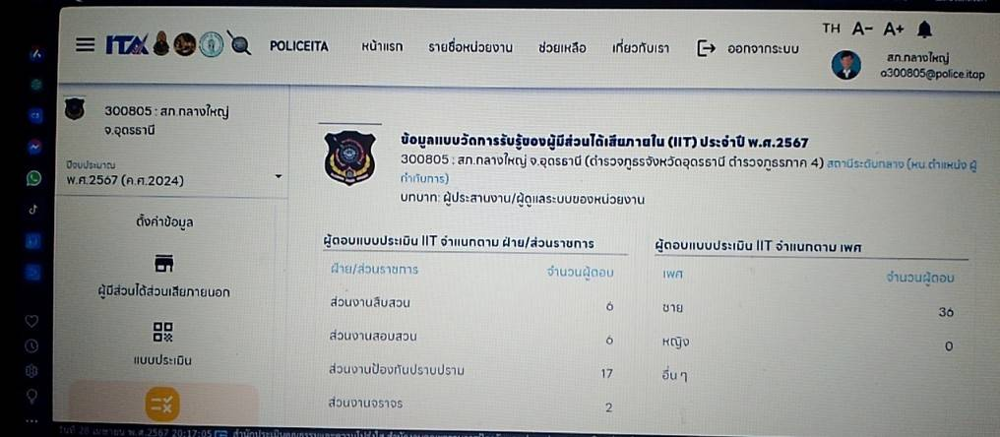 ITA POLICEITA หน้าแรก รายชื่อหน่วยงาน ช่วยเหลือ เกี่ยวกับเรา ออกจากระบบ
TH A- A+
สภ.กลางใหญ่
a300805@police.itap
300805 : สภ.กลางใหญ่
จ.อุดรธานี
ปีงบประมาณ
พ.ศ.2567 (ค.ศ.2024)
ตั้งค่าข้อมูล
ผู้มีส่วนได้ส่วนเสียภายนอก
แบบประเมิน
ข้อมูลแบบวัดการรับรู้ของผู้มีส่วนได้เสียภายใน (IIT) ประจำปี พ.ศ.2567
300805 : สภ.กลางใหญ่ จ.อุดรธานี (ตำรวจภูธรจังหวัดอุดรธานี ตำรวจภูธรภาค 4) สถานีระดับกลาง (หน.ตำแหน่ง ผู้
กำกับการ)
บทบาท: ผู้ประสานงาน/ผู้ดูแลระบบของหน่วยงาน
ผู้ตอบแบบประเมิน IIT จำแนกตาม ฝ่าย/ส่วนราชการ
ฝ่าย/ส่วนราชการ จำนวนผู้ตอบ
ส่วนงานสืบสวน 6
ส่วนงานสอบสวน 6
ส่วนงานป้องกันปราบปราม 17
ส่วนงานจราจร 2
ผู้ตอบแบบประเมิน IIT จำแนกตาม เพศ
เพศ จำนวนผู้ตอบ
ชาย 36
หญิง 0
อื่น ๆ
วันที่ 28 เมษายน พ.ศ.2567 20:17:05